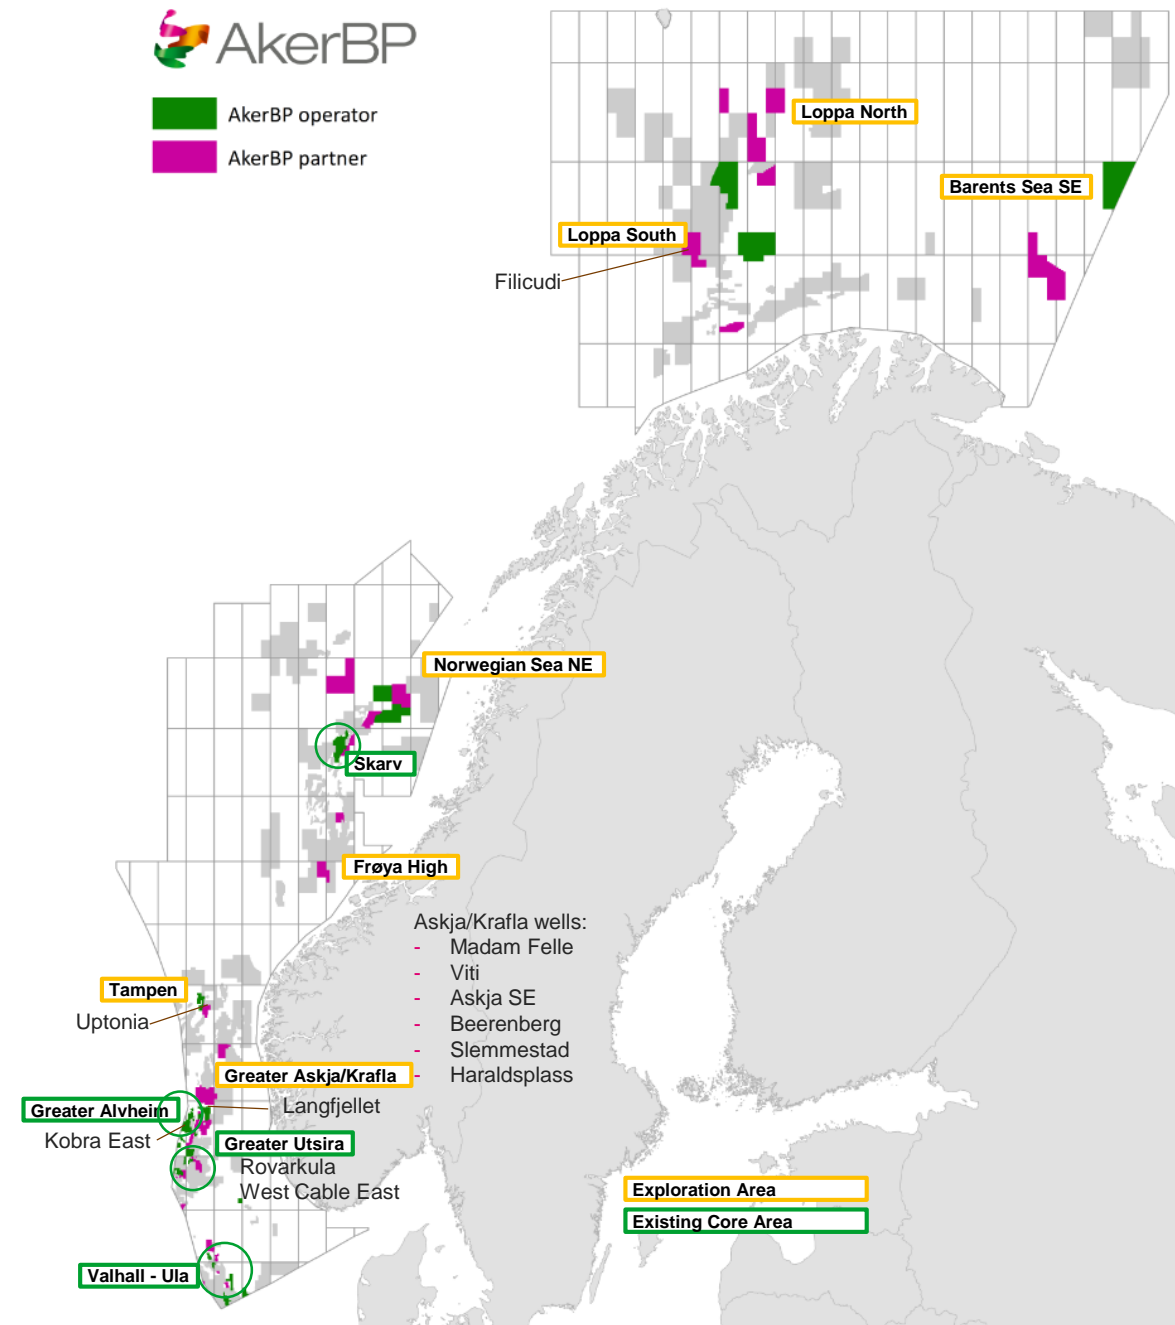 AkerBP
AkerBP operator
AkerBP partner
Loppa North
Barents Sea SE
Loppa South
Filicudi
Norwegian Sea NE
Skarv
Frøya High
Askja/Krafla wells:
- Madam Felle
- Viti
- Askja SE
- Beerenberg
- Slemmestad
- Haraldsplass
Tampen
Uptonia
Greater Askja/Krafla
Langfjellet
Greater Alvheim
Kobra East
Greater Utsira
Rovarkula
West Cable East
Exploration Area
Existing Core Area
Valhall - Ula